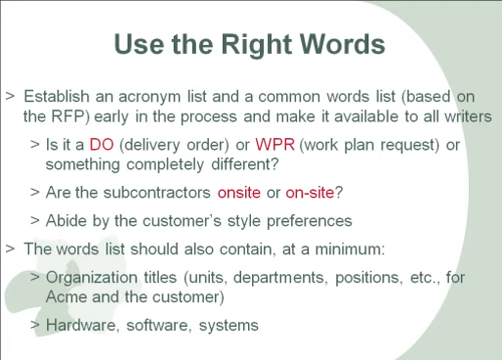 Use the Right Words
> Establish an acronym list and a common words list (based on
the RFP) early in the process and make it available to all writers
> Is it a DO (delivery order) or WPR (work plan request) or
something completely different?
> Are the subcontractors onsite or on-site?
> Abide by the customer's style preferences
> The words list should also contain, at a minimum:
> Organization titles (units, departments, positions, etc., for
Acme and the customer)
> Hardware, software, systems